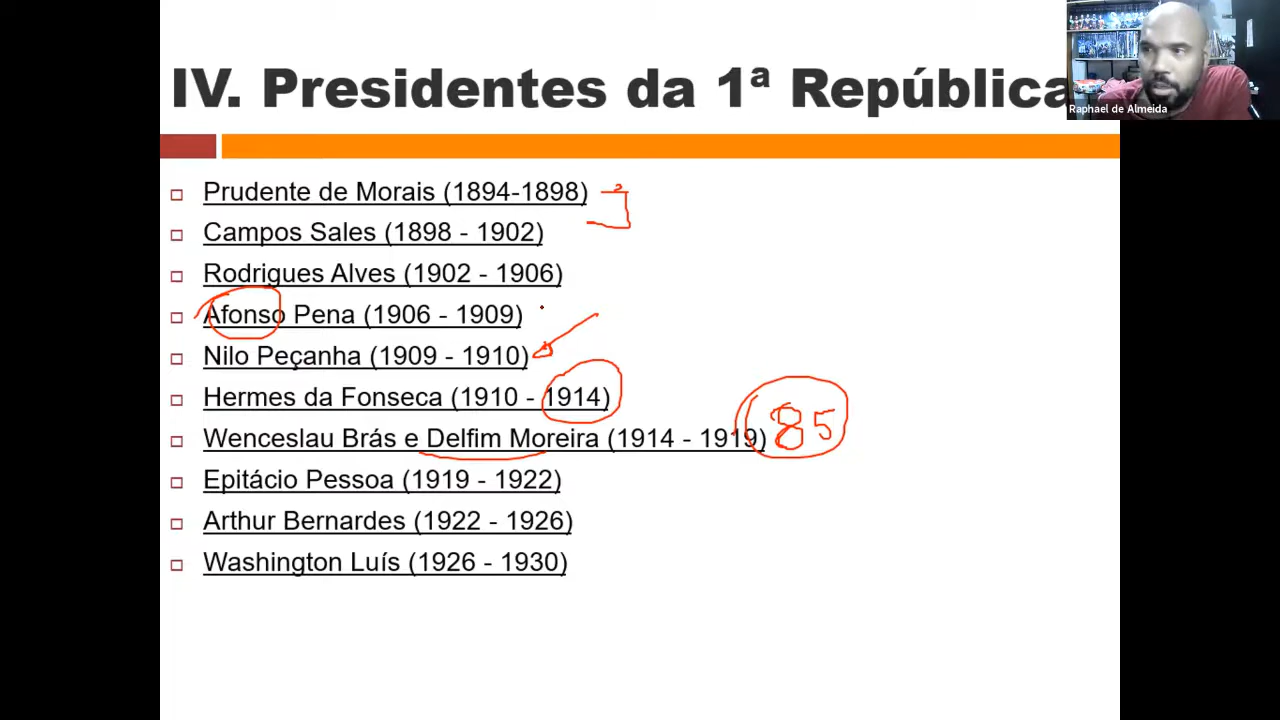 IV. Presidentes da 1ª República
Raphael de Almeida
Prudente de Morais (1894-1898)
Campos Sales (1898 - 1902)
Rodrigues Alves (1902 - 1906)
Afonso Pena (1906 - 1909)
Nilo Peçanha (1909 - 1910)
Hermes da Fonseca (1910 - 1914)
Wenceslau Brás e Delfim Moreira (1914 - 1919)
85
Epitácio Pessoa (1919 - 1922)
Arthur Bernardes (1922 - 1926)
Washington Luís (1926 - 1930)